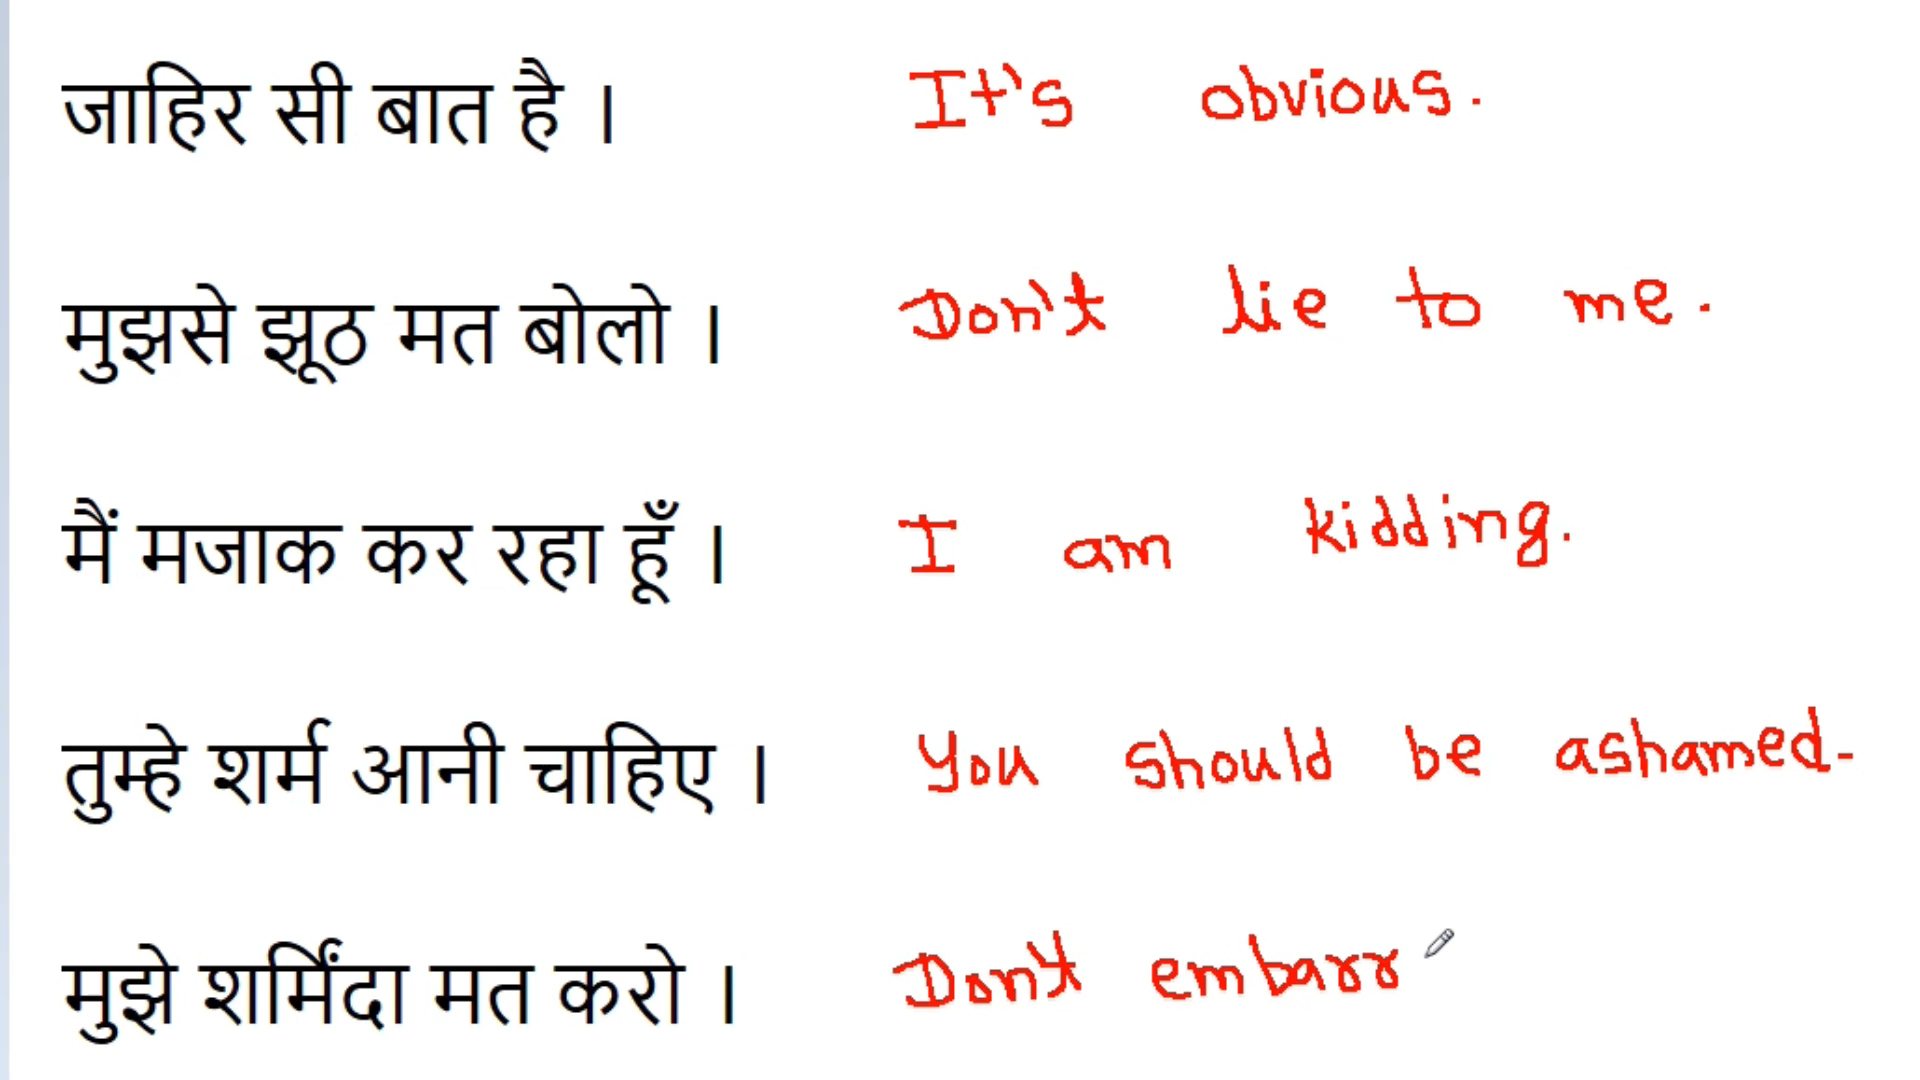 जाहिर सी बात है । It's obvious.
मुझसे झूठ मत बोलो । Don't lie to me.
मैं मजाक कर रहा हूँ । I am kidding.
तुम्हे शर्म आनी चाहिए । You should be ashamed.
मुझे शर्मिंदा मत करो । Don't embarr